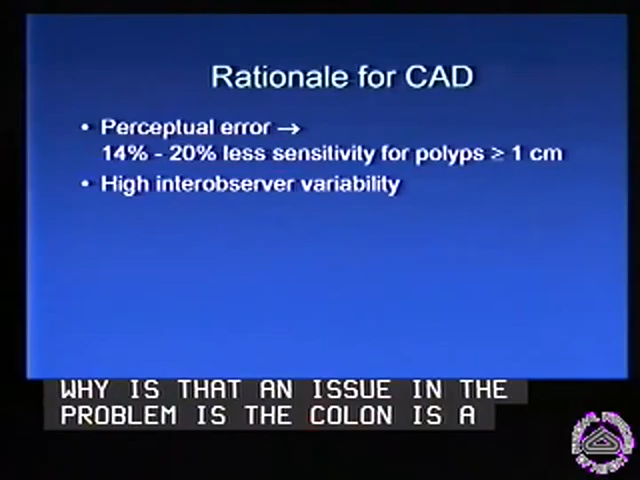 Rationale for CAD
• Perceptual error →
14% - 20% less sensitivity for polyps ≥ 1 cm
• High interobserver variability
WHY IS THAT AN ISSUE IN THE
PROBLEM IS THE COLON IS A